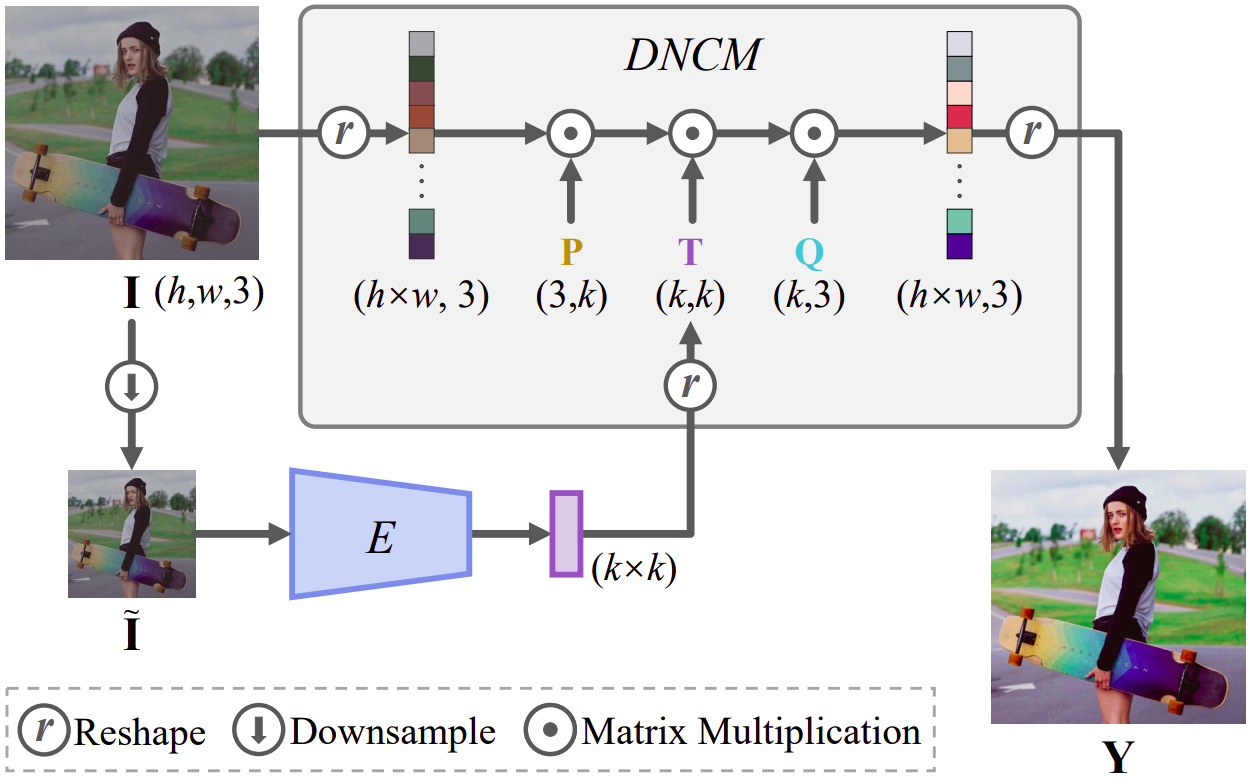 DNCM
r
r
P
T
Q
I (h,w,3)
(h×w, 3)
(3,k)
(k,k)
(k,3)
(h×w,3)
r
E
(k×k)
Ĩ
Y
r Reshape
Downsample
Matrix Multiplication